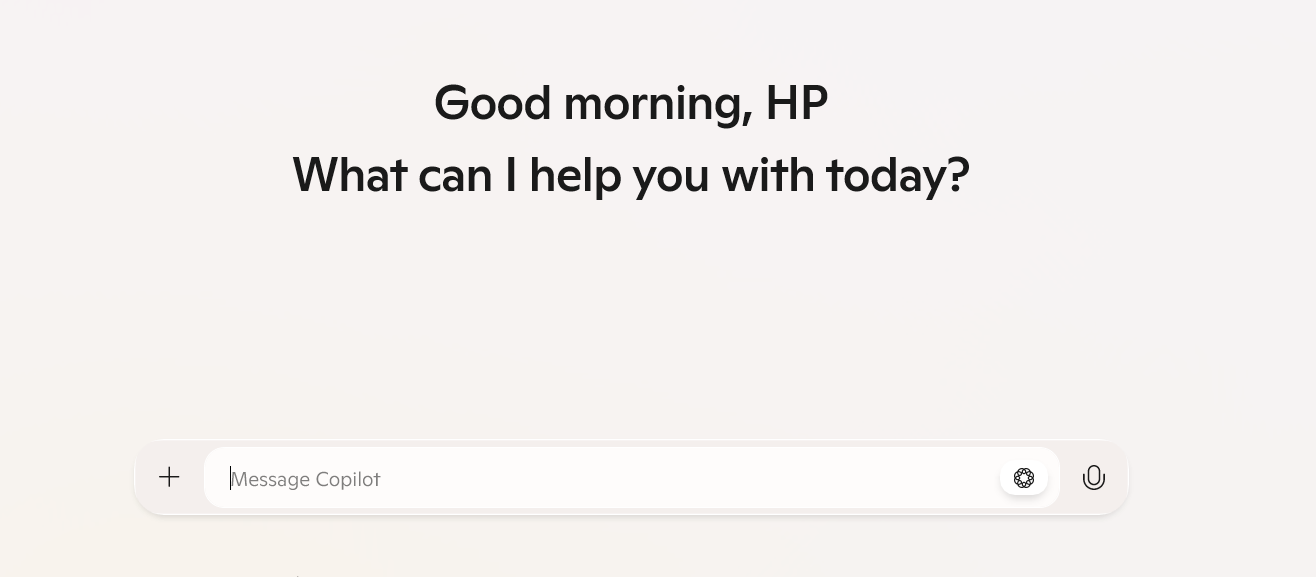 Good morning, HP
What can I help you with today?
Message Copilot